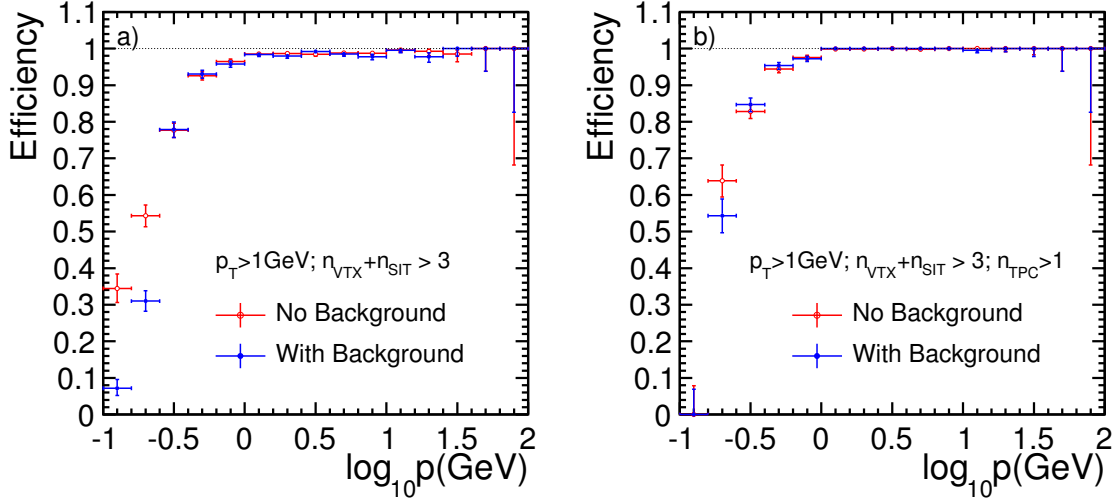 a)
Efficiency
1.1
1
0.9
0.8
0.7
0.6
0.5
0.4
0.3
0.2
0.1
0
p_T>1GeV; n_VTX+n_SIT > 3
No Background
With Background
-1 -0.5 0 0.5 1 1.5 2
log_10p(GeV)
b)
Efficiency
1.1
1
0.9
0.8
0.7
0.6
0.5
0.4
0.3
0.2
0.1
0
p_T>1GeV; n_VTX+n_SIT > 3; n_TPC>1
No Background
With Background
-1 -0.5 0 0.5 1 1.5 2
log_10p(GeV)